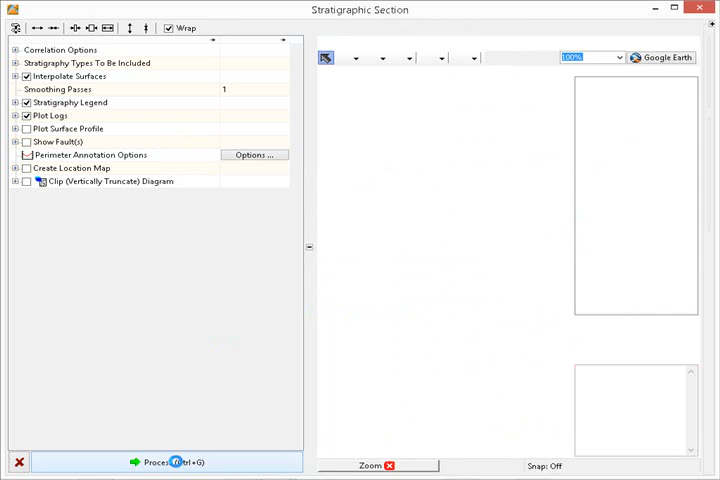 Stratigraphic Section
Wrap
Correlation Options
Stratigraphy Types To Be Included
Interpolate Surfaces
Smoothing Passes 1
Stratigraphy Legend
Plot Logs
Plot Surface Profile
Show Fault(s)
Perimeter Annotation Options Options ...
Create Location Map
Clip (Vertically Truncate) Diagram
100% Google Earth
Zoom
Snap: Off